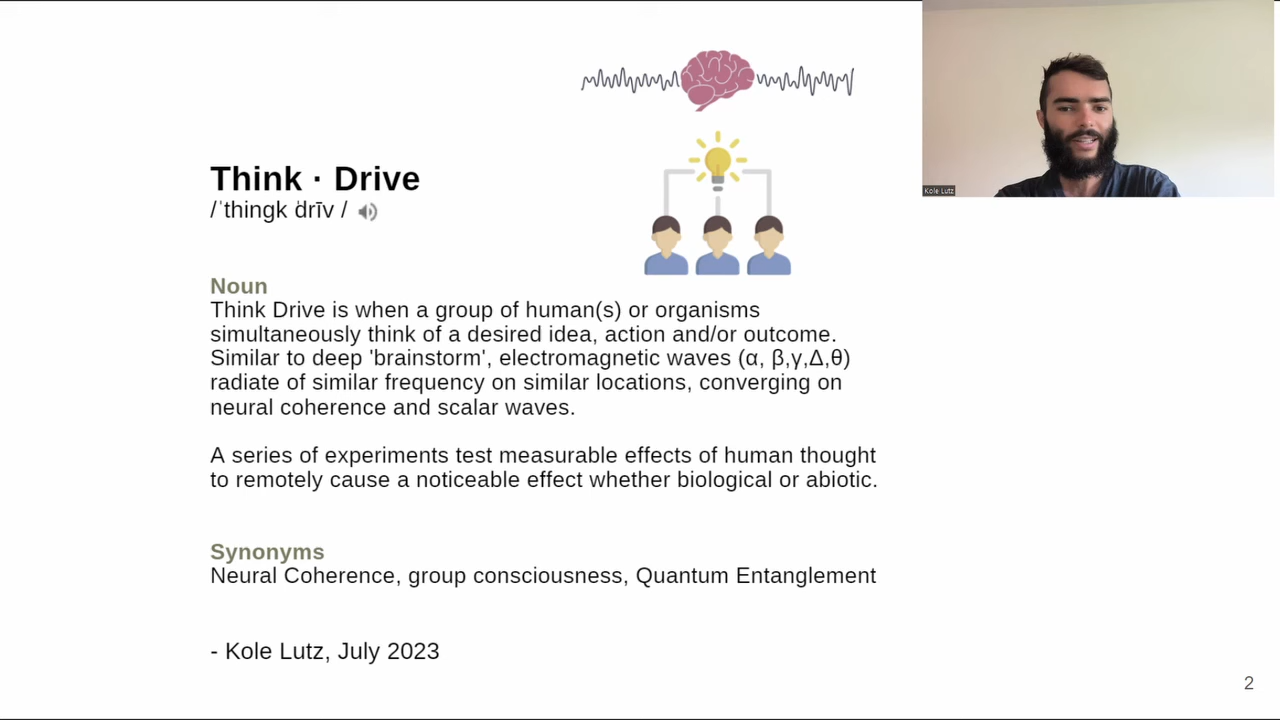 Think · Drive
/ˈthingk drīv /
Noun
Think Drive is when a group of human(s) or organisms
simultaneously think of a desired idea, action and/or outcome.
Similar to deep 'brainstorm', electromagnetic waves (α, β,γ,Δ,θ)
radiate of similar frequency on similar locations, converging on
neural coherence and scalar waves.
A series of experiments test measurable effects of human thought
to remotely cause a noticeable effect whether biological or abiotic.
Synonyms
Neural Coherence, group consciousness, Quantum Entanglement
- Kole Lutz, July 2023
Kole Lutz
2